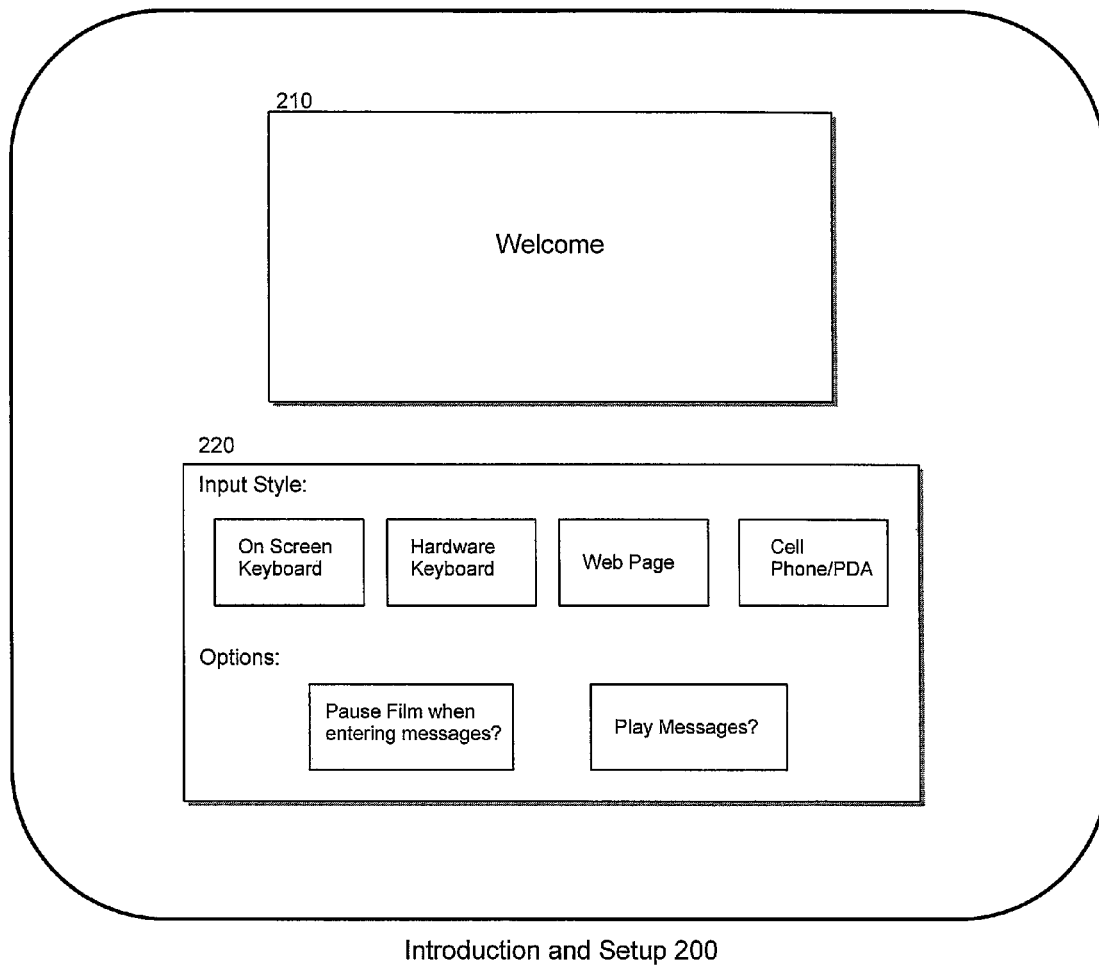 210
Welcome
220
Input Style:
On Screen
Keyboard
Hardware
Keyboard
Web Page
Cell
Phone/PDA
Options:
Pause Film when
entering messages?
Play Messages?
Introduction and Setup 200